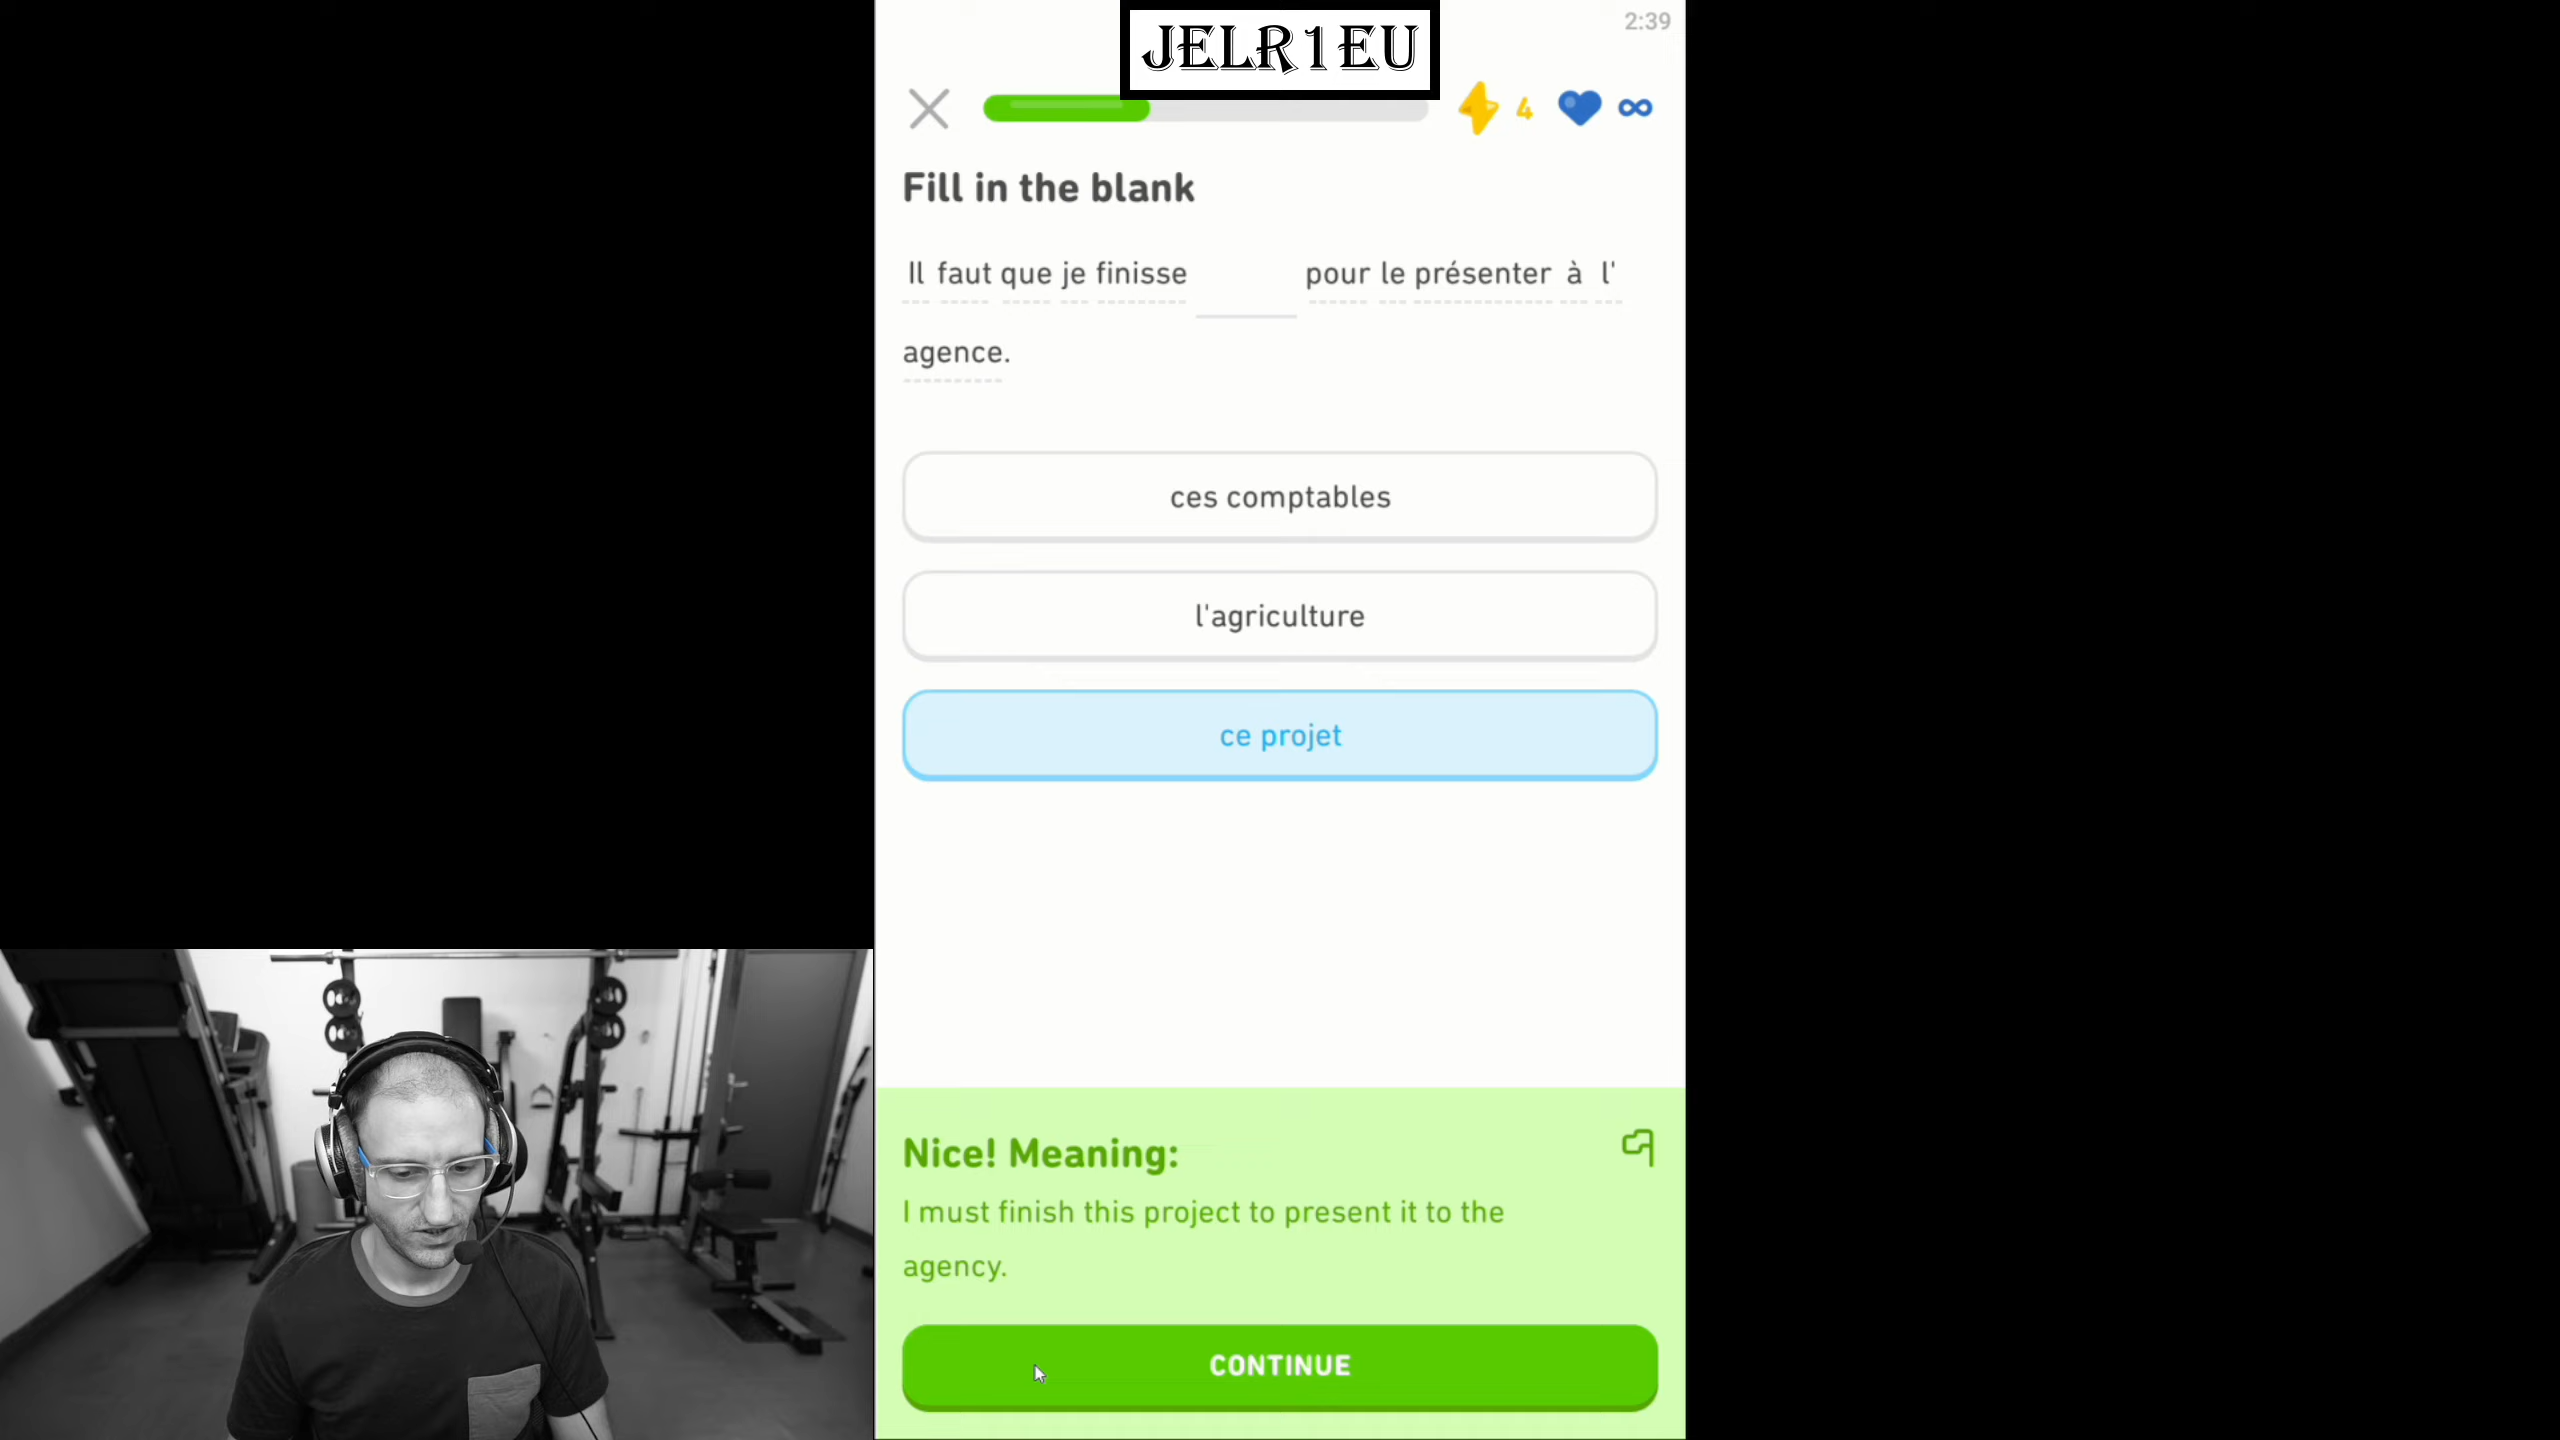 JELR1EU
2:39
4 ∞
Fill in the blank
Il faut que je finisse pour le présenter à l'
agence.
ces comptables
l'agriculture
ce projet
Nice! Meaning:
I must finish this project to present it to the
agency.
CONTINUE